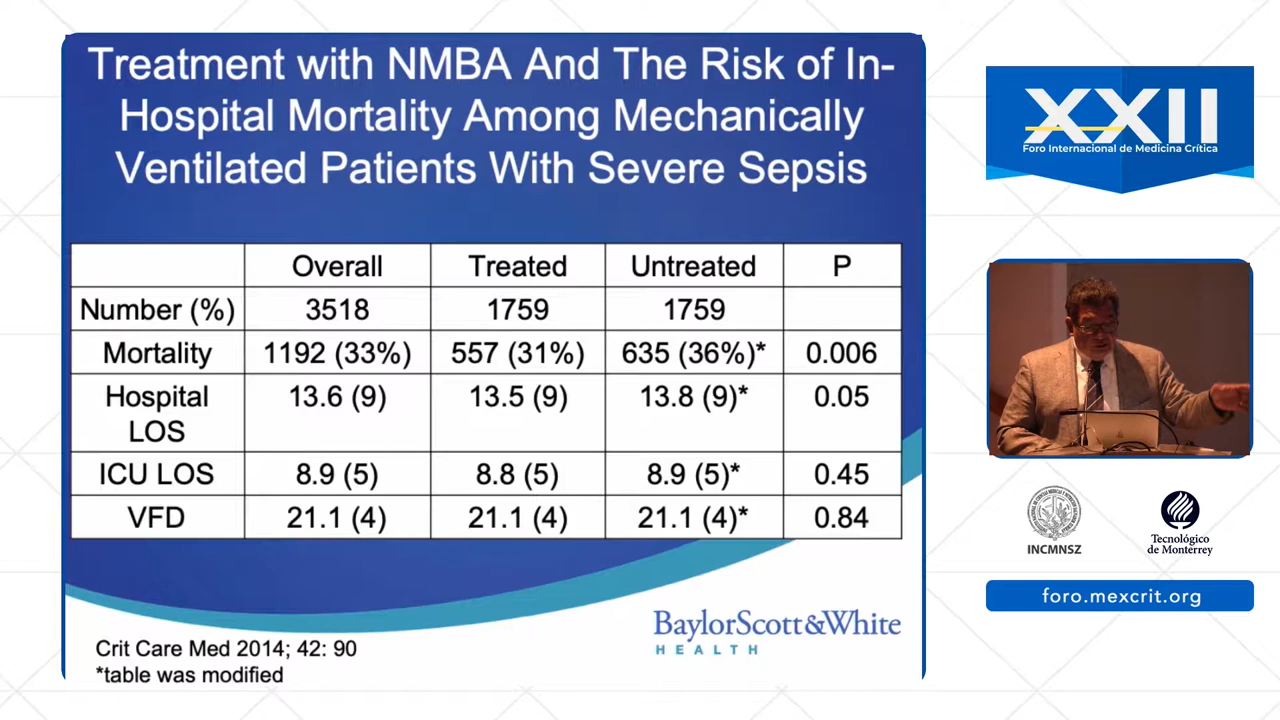 Treatment with NMBA And The Risk of In-
Hospital Mortality Among Mechanically
Ventilated Patients With Severe Sepsis
Overall Treated Untreated P
Number (%) 3518 1759 1759
Mortality 1192 (33%) 557 (31%) 635 (36%)* 0.006
Hospital LOS 13.6 (9) 13.5 (9) 13.8 (9)* 0.05
ICU LOS 8.9 (5) 8.8 (5) 8.9 (5)* 0.45
VFD 21.1 (4) 21.1 (4) 21.1 (4)* 0.84
BaylorScott&White
HEALTH
Crit Care Med 2014; 42: 90
*table was modified
XXII
Foro Internacional de Medicina Crítica
INCMNSZ
Tecnológico
de Monterrey
foro.mexcrit.org